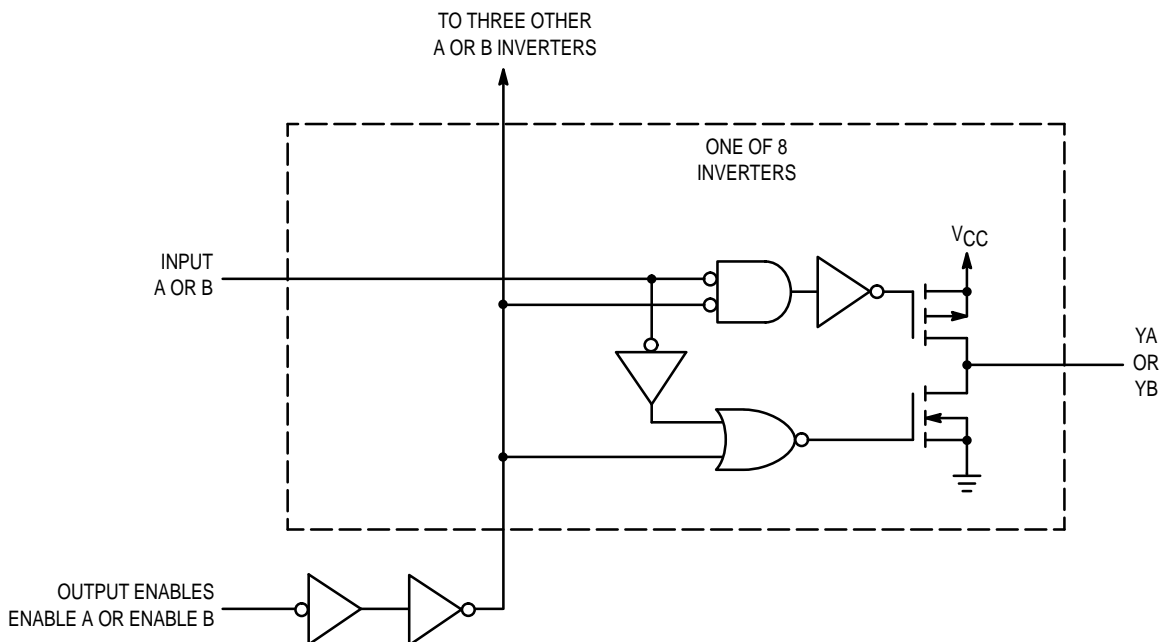 TO THREE OTHER
A OR B INVERTERS
ONE OF 8
INVERTERS
VCC
INPUT
A OR B
YA
OR
YB
OUTPUT ENABLES
ENABLE A OR ENABLE B